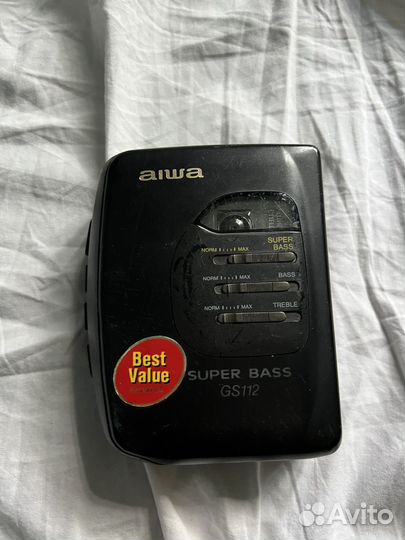 aiwa
SUPER
BASS
NORM MAX
BASS
NORM MAX
TREBLE
NORM MAX
Best
Value
SUPER BASS
GS112
Avito